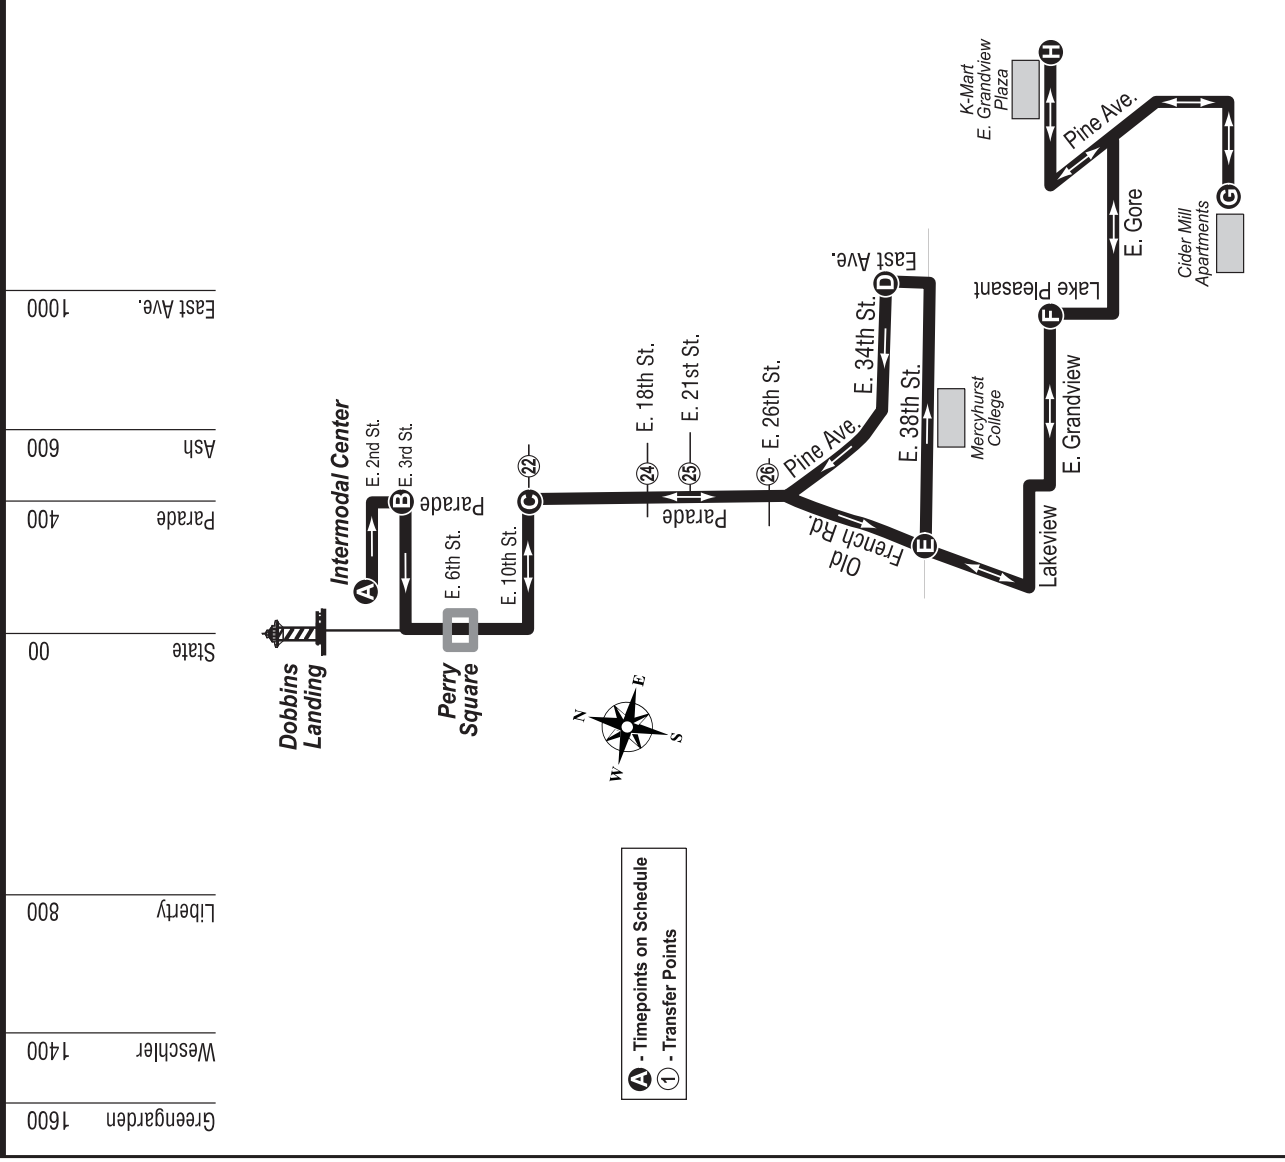 1000 East Ave.
600 Ash
400 Parade
00 State
800 Liberty
1400 Weschler
1600 Greengarden
Dobbins
Landing
Intermodal Center
A
E. 2nd St.
B
E. 3rd St.
Parade
E. 6th St.
Perry
Square
E. 10th St.
C
22
24
E. 18th St.
25
E. 21st St.
Parade
26
E. 26th St.
Pine Ave.
E. 34th St.
D
East Ave.
E. 38th St.
Old
French Rd.
E
Mercyhurst
College
Lakeview
E. Grandview
F
Lake Pleasant
E. Gore
Pine Ave.
K-Mart
E. Grandview
Plaza
H
G
Cider Mill
Apartments
N
E
S
W
A - Timepoints on Schedule
1 - Transfer Points